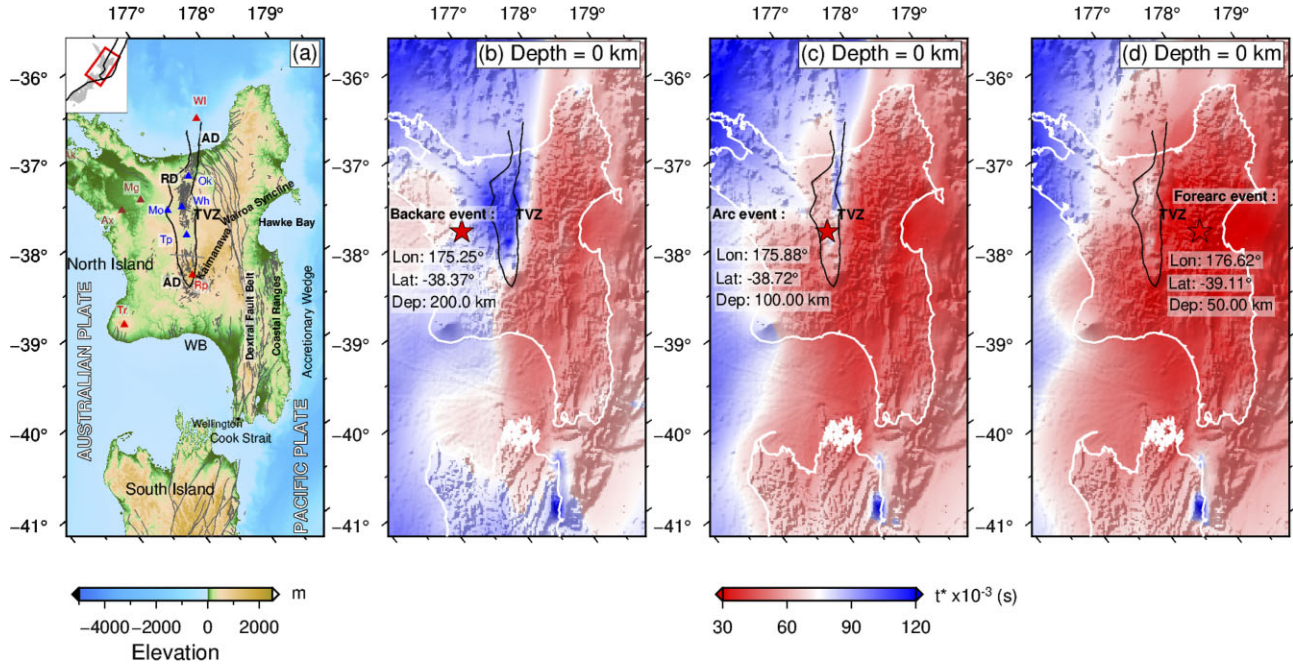 177° 178° 179°
177° 178° 179°
177° 178° 179°
177° 178° 179°
(a)
(b) Depth = 0 km
(c) Depth = 0 km
(d) Depth = 0 km
−36°
−37°
−38°
−39°
−40°
−41°
−36°
−37°
−38°
−39°
−40°
−41°
−36°
−37°
−38°
−39°
−40°
−41°
−36°
−37°
−38°
−39°
−40°
−41°
WI
AD
RD
Ok
Mg
Mo
Wh
Ax
TVZ
Tp
Kaimanawa Wairoa Syncline
Hawke Bay
North Island
AD
Rp
Tr
WB
Dextral Fault Belt
Coastal Ranges
Accretionary Wedge
AUSTRALIAN PLATE
PACIFIC PLATE
Wellington
Cook Strait
South Island
Backarc event :
TVZ
Lon: 175.25°
Lat: -38.37°
Dep: 200.0 km
Arc event :
TVZ
Lon: 175.88°
Lat: -38.72°
Dep: 100.00 km
Forearc event :
TVZ
Lon: 176.62°
Lat: -39.11°
Dep: 50.00 km
m
−4000 −2000 0 2000
Elevation
t* x10⁻³ (s)
30 60 90 120